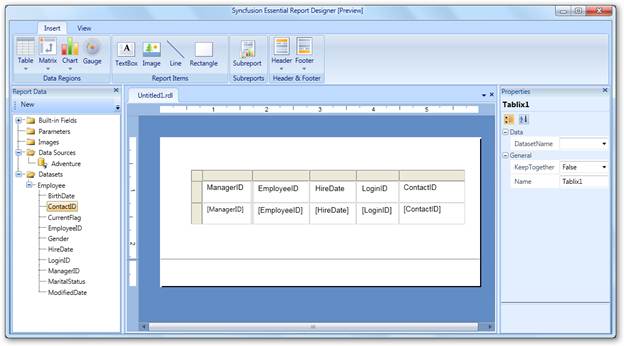 Syncfusion Essential Report Designer [Preview]
Insert View
Table Matrix Chart Gauge TextBox Image Line Rectangle Subreport Header Footer
Data Regions Report Items Subreports Header & Footer
Report Data
New
Built-in Fields
Parameters
Images
Data Sources
Adventure
Datasets
Employee
BirthDate
ContactID
CurrentFlag
EmployeeID
Gender
HireDate
LoginID
ManagerID
MaritalStatus
ModifiedDate
Untitled1.rdl
1 2 3 4 5
1
2
ManagerID EmployeeID HireDate LoginID ContactID
[ManagerID] [EmployeeID] [HireDate] [LoginID] [ContactID]
Properties
Tablix1
Data
DatasetName
General
KeepTogether False
Name Tablix1